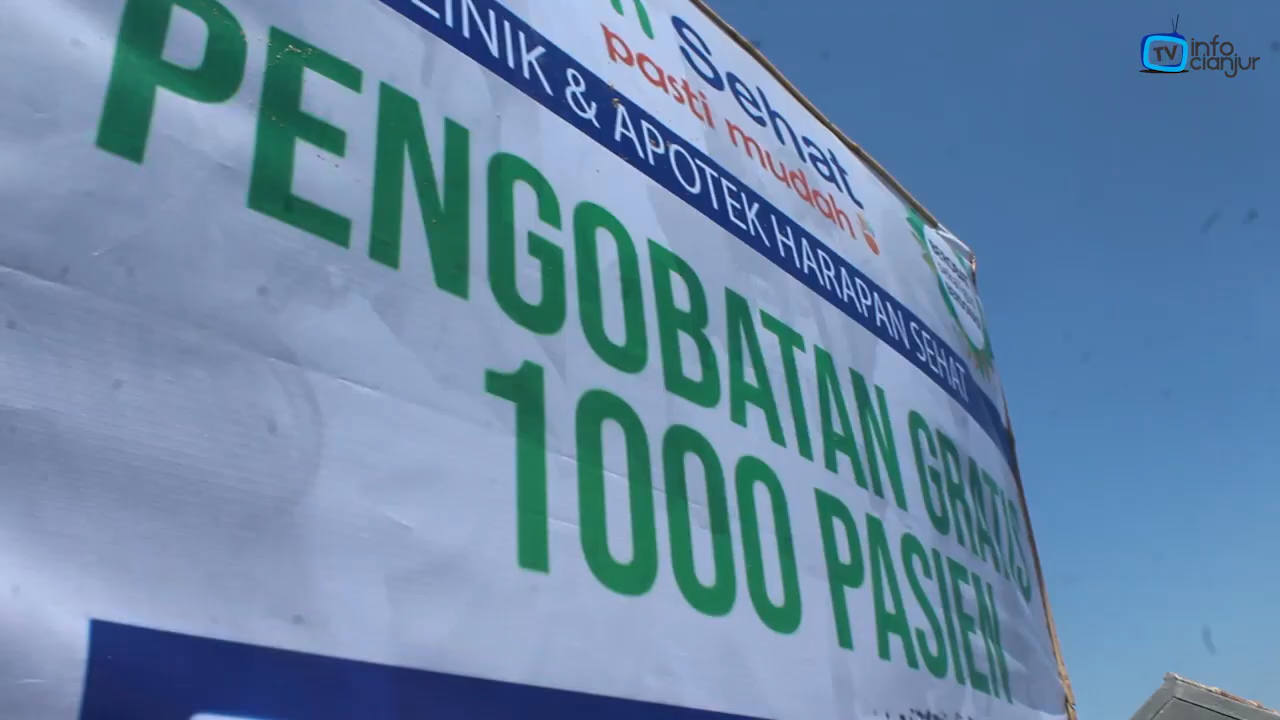 Sehat
pasti mudah
KLINIK & APOTEK HARAPAN SEHAT
PENGOBATAN GRATIS
1000 PASIEN
TV info
cianjur